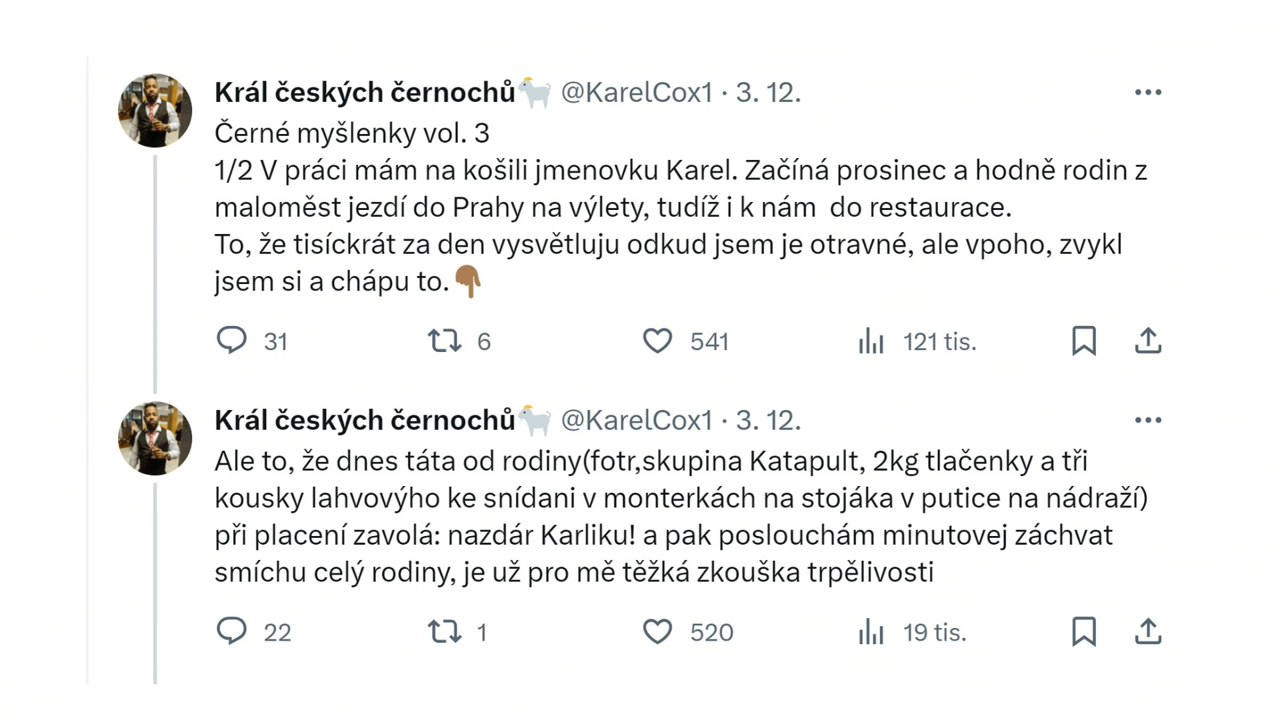 Král českých černochů🐐 @KarelCox1 · 3. 12.
Černé myšlenky vol. 3
1/2 V práci mám na košili jmenovku Karel. Začíná prosinec a hodně rodin z
maloměst jezdí do Prahy na výlety, tudíž i k nám  do restaurace.
To, že tisíckrát za den vysvětluju odkud jsem je otravné, ale vpoho, zvykl
jsem si a chápu to.👇🏾
31 6 541 121 tis.
Král českých černochů🐐 @KarelCox1 · 3. 12.
Ale to, že dnes táta od rodiny(fotr,skupina Katapult, 2kg tlačenky a tři
kousky lahvovýho ke snídani v monterkách na stojáka v putice na nádraží)
při placení zavolá: nazdár Karliku! a pak poslouchám minutovej záchvat
smíchu celý rodiny, je už pro mě těžká zkouška trpělivosti
22 1 520 19 tis.